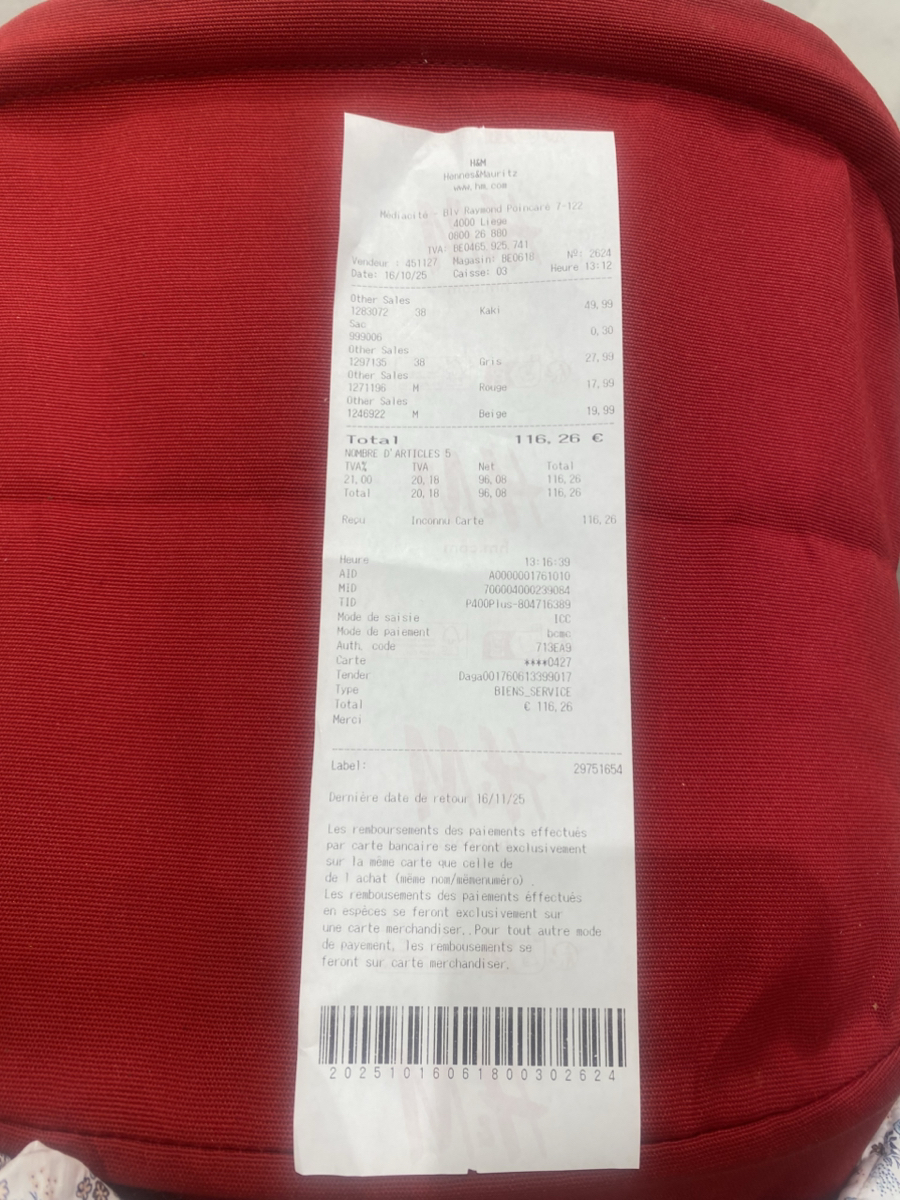 H&M
Hennes&Mauritz
www.hm.com
Médiacité - Blv Raymond Poincaré 7-122
4000 Liège
0800 26 880
TVA: BE0465.925.741
Vendeur : 451127 Magasin: BE0618 Nº: 2624
Date: 16/10/25 Caisse: 03 Heure 13:12
Other Sales
1283072 38 Kaki 49,99
Sac
999006 0,30
Other Sales
1297135 38 Gris 27,99
Other Sales
1271196 M Rouge 17,99
Other Sales
1246922 M Beige 19,99
Total 116,26 €
NOMBRE D'ARTICLES 5
TVA% TVA Net Total
21,00 20,18 96,08 116,26
Total 20,18 96,08 116,26
Reçu Inconnu Carte 116,26
Heure 13:16:39
AID A0000001761010
MID 700004000239084
TID P400Plus-804716389
Mode de saisie ICC
Mode de paiement bcmc
Auth. code 713EA9
Carte ****0427
Tender Daga001760613399017
Type BIENS_SERVICE
Total € 116,26
Merci
Label: 29751654
Dernière date de retour 16/11/25
Les remboursements des paiements effectués
par carte bancaire se feront exclusivement
sur la même carte que celle de
de l achat (même nom/mêmenuméro) .
Les rembousements des paiements éffectués
en espèces se feront exclusivement sur
une carte merchandiser..Pour tout autre mode
de payement, les rembousements se
feront sur carte merchandiser.
2025101606180030 2624